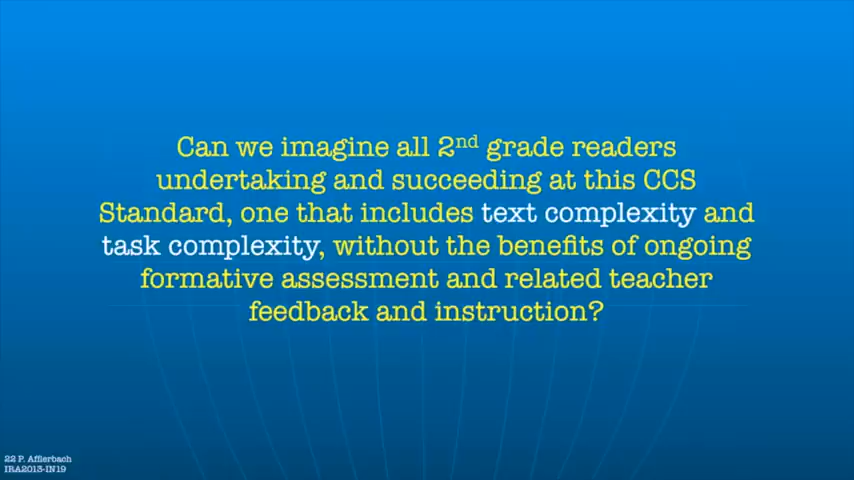 Can we imagine all 2nd grade readers
undertaking and succeeding at this CCS
Standard, one that includes text complexity and
task complexity, without the benefits of ongoing
formative assessment and related teacher
feedback and instruction?
22 P. Afflerbach
IRA2013-IN19